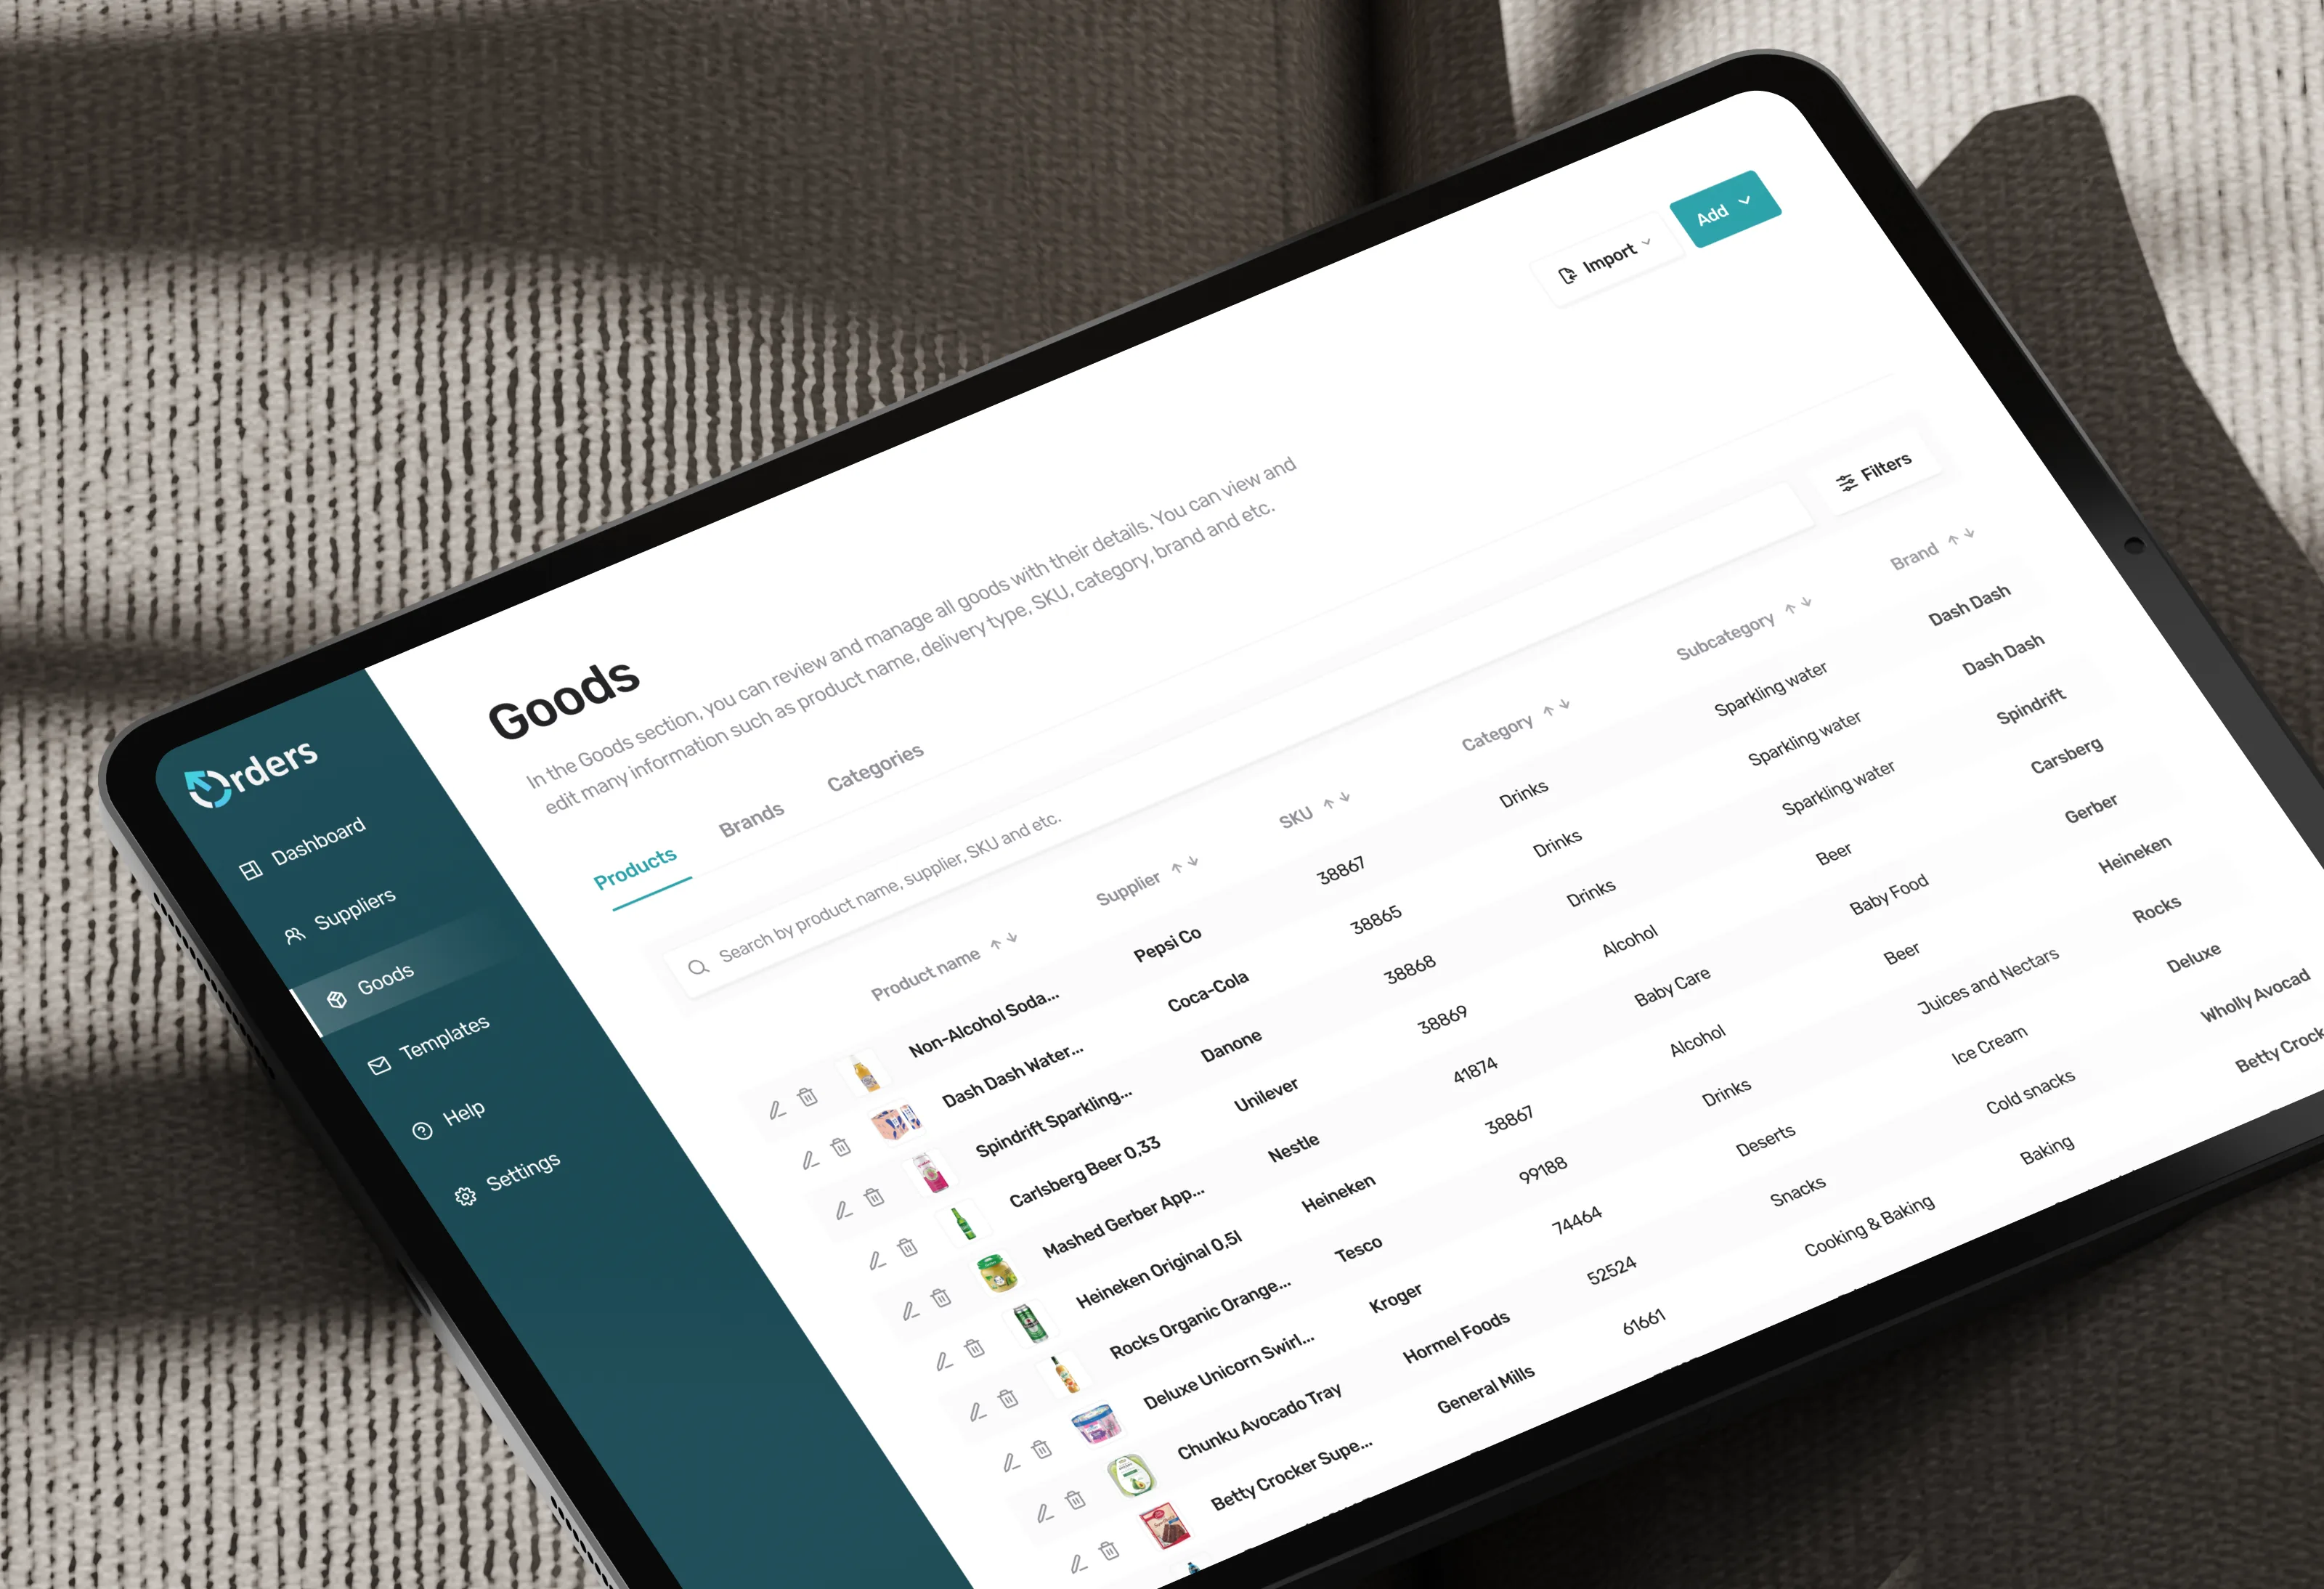 Orders
Dashboard
Suppliers
Goods
Templates
Help
Settings
Import
Add
Goods
In the Goods section, you can review and manage all goods with their details. You can view and
edit many information such as product name, delivery type, SKU, category, brand and etc.
Products Brands Categories
Search by product name, supplier, SKU and etc.
Filters
Product name Supplier SKU Category Subcategory Brand
Non-Alcohol Soda... Pepsi Co 38867 Drinks Sparkling water Dash Dash
Dash Dash Water... Coca-Cola 38865 Drinks Sparkling water Dash Dash
Spindrift Sparkling... Danone 38868 Drinks Sparkling water Spindrift
Carlsberg Beer 0,33 Unilever 38869 Alcohol Beer Carsberg
Mashed Gerber App... Nestle 41874 Baby Care Baby Food Gerber
Heineken Original 0,5l Heineken 38867 Alcohol Beer Heineken
Rocks Organic Orange... Tesco 99188 Drinks Juices and Nectars Rocks
Deluxe Unicorn Swirl... Kroger 74464 Deserts Ice Cream Deluxe
Chunku Avocado Tray Hormel Foods 52524 Snacks Cold snacks Wholly Avocad
Betty Crocker Supe... General Mills 61661 Cooking & Baking Baking Betty Crock